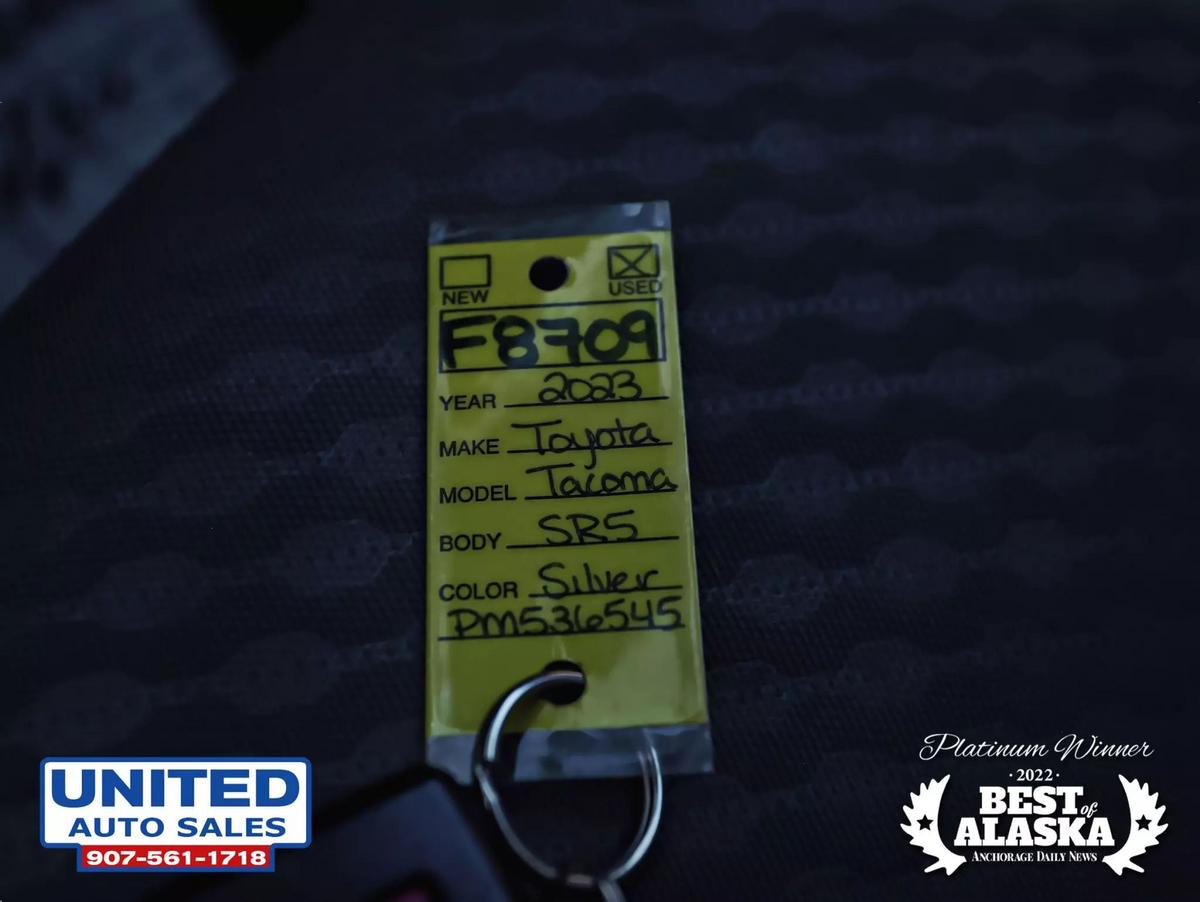 NEW USED
F8709
YEAR 2023
MAKE Toyota
MODEL Tacoma
BODY SR5
COLOR Silver
PM536545
UNITED
AUTO SALES
907-561-1718
Platinum Winner
· 2022 ·
BEST of
ALASKA
ANCHORAGE DAILY NEWS